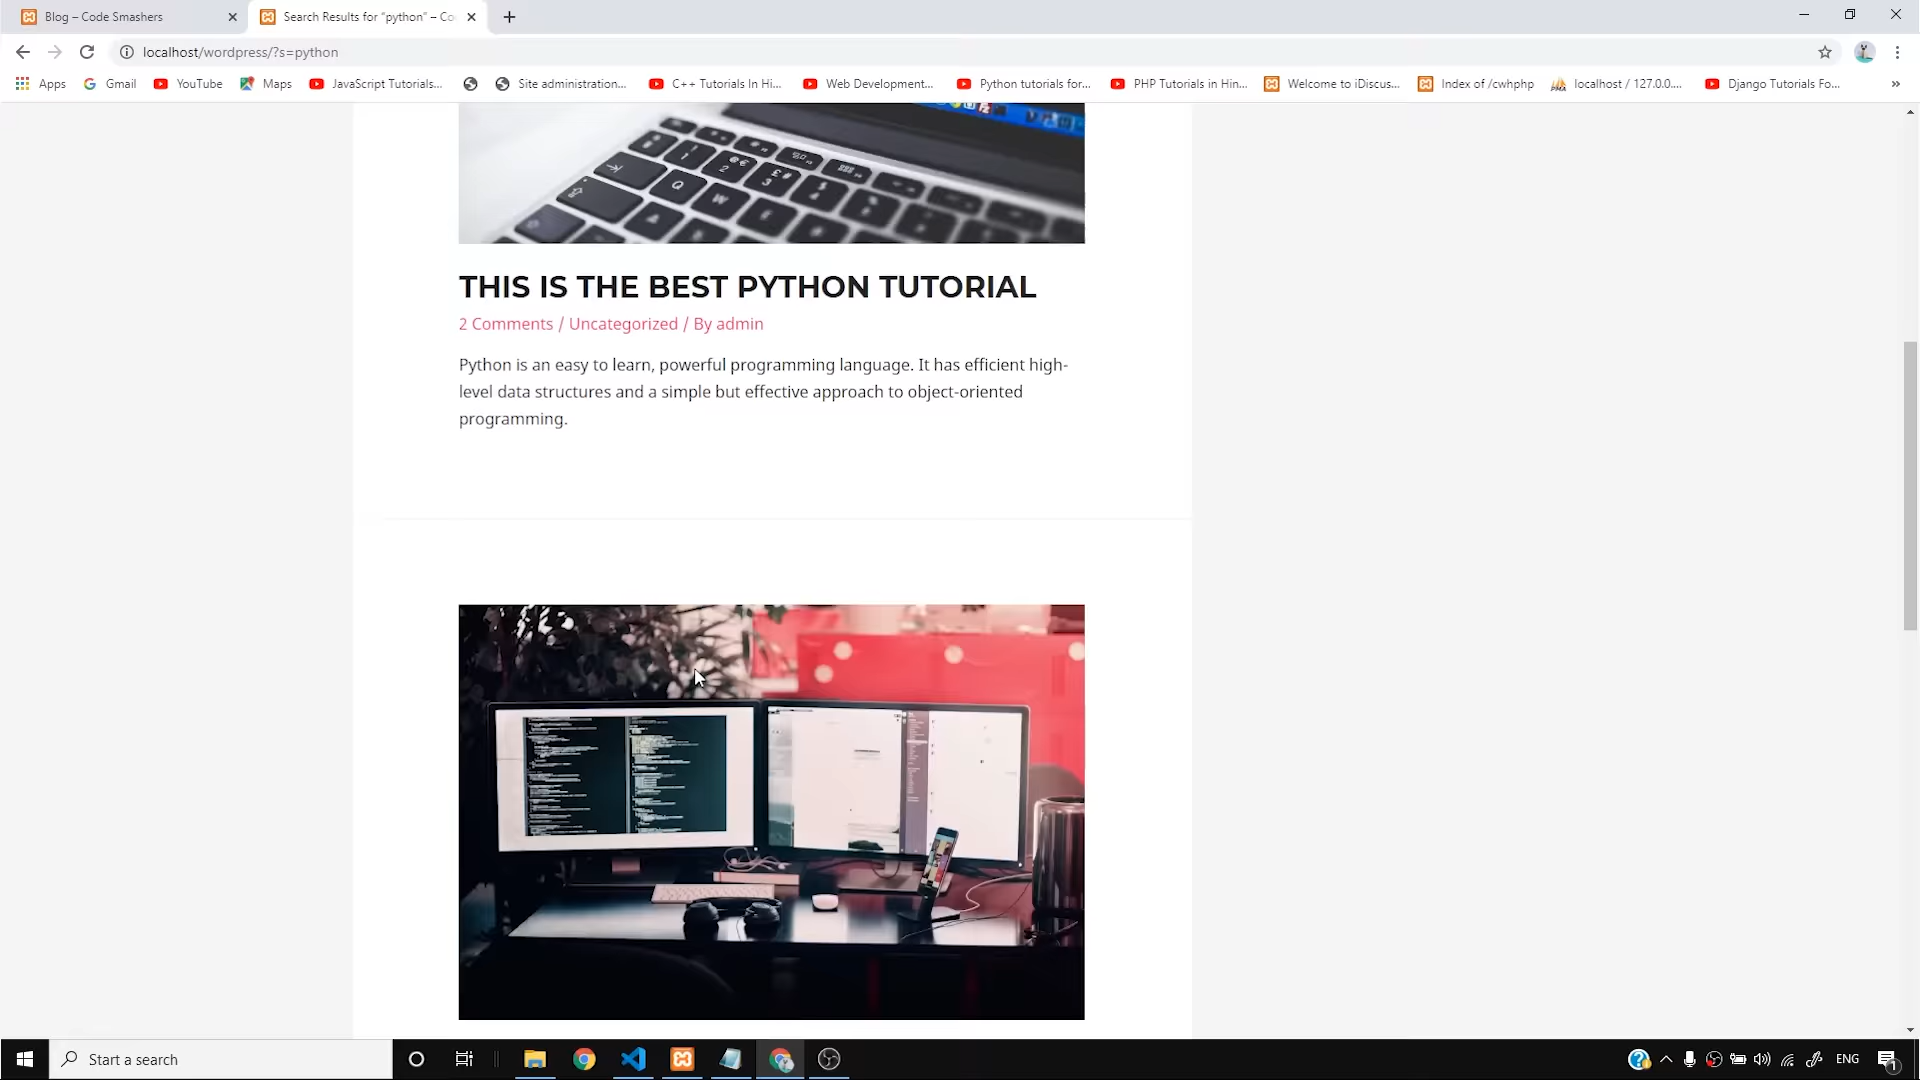 Blog – Code Smashers
Search Results for “python” – Co
localhost/wordpress/?s=python
Apps
Gmail
YouTube
Maps
JavaScript Tutorials...
Site administration...
C++ Tutorials In Hi...
Web Development...
Python tutorials for...
PHP Tutorials in Hin...
Welcome to iDiscus...
Index of /cwhphp
localhost / 127.0.0....
Django Tutorials Fo...
»
THIS IS THE BEST PYTHON TUTORIAL
2 Comments / Uncategorized / By admin
Python is an easy to learn, powerful programming language. It has efficient high-
level data structures and a simple but effective approach to object-oriented
programming.
Start a search
ENG
1